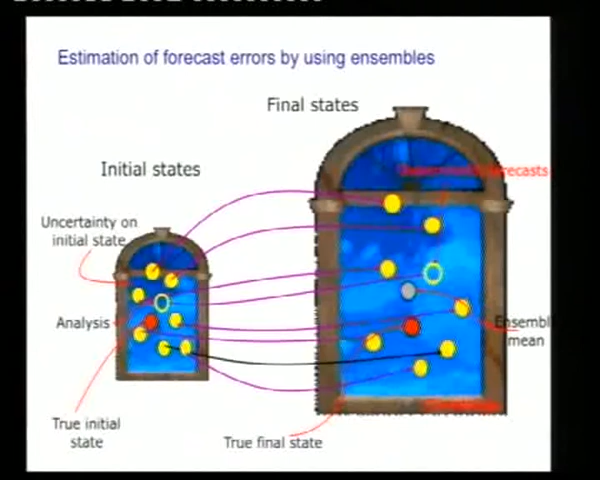 Estimation of forecast errors by using ensembles
Final states
Initial states
Uncertainty on
initial state
Analysis
Ensembl
mean
True initial
state
True final state